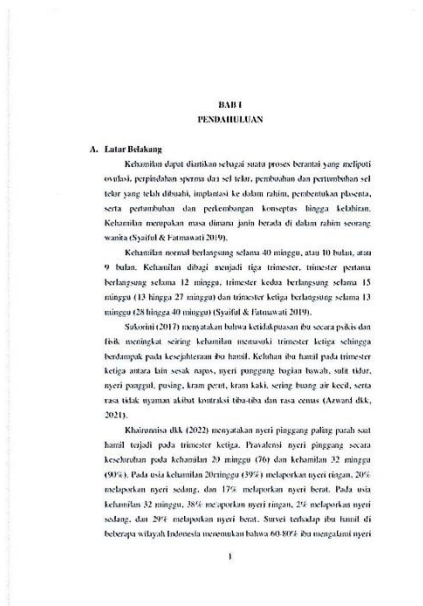 BAB I
PENDAHULUAN
A. Latar Belakang
Kehamilan dapat diartikan sebagai suatu proses berantai yang meliputi
ovulasi, perpindahan sperma dan sel telur, pembuahan dan pertumbuhan sel
telur yang telah dibuahi, implantasi ke dalam rahim, pembentukan plasenta,
serta pertumbuhan dan perkembangan konseptus hingga kelahiran.
Kehamilan merupakan masa dimana janin berada di dalam rahim seorang
wanita (Syaiful & Fatmawati 2019).
Kehamilan normal berlangsung selama 40 minggu, atau 10 bulan, atau
9 bulan. Kehamilan dibagi menjadi tiga trimester, trimester pertama
berlangsung selama 12 minggu, trimester kedua berlangsung selama 15
minggu (13 hingga 27 minggu) dan trimester ketiga berlangsung selama 13
minggu (28 hingga 40 minggu) (Syaiful & Fatmawati 2019).
Sukorini (2017) menyatakan bahwa ketidakpuasan ibu secara psikis dan
fisik meningkat seiring kehamilan memasuki trimester ketiga sehingga
berdampak pada kesejahteraan ibu hamil. Keluhan ibu hamil pada trimester
ketiga antara lain sesak napas, nyeri punggung bagian bawah, sulit tidur,
nyeri panggul, pusing, kram perut, kram kaki, sering buang air kecil, serta
rasa tidak nyaman akibat kontraksi tiba-tiba dan rasa cemas (Azward dkk,
2021).
Khairunnisa dkk (2022) menyatakan nyeri pinggang paling parah saat
hamil terjadi pada trimester ketiga. Pravalensi nyeri pinggang secara
keseluruhan pada kehamilan 20 minggu (76) dan kehamilan 32 minggu
(90%). Pada usia kehamilan 20minggu (39%) melaporkan nyeri ringan, 20%
melaporkan nyeri sedang, dan 17% melaporkan nyeri berat. Pada usia
kehamilan 32 minggu, 38% melaporkan nyeri ringan, 2% melaporkan nyeri
sedang, dan 29% melaporkan nyeri berat. Survei terhadap ibu hamil di
beberapa wilayah Indonesia menemukan bahwa 60-80% ibu mengalami nyeri
1